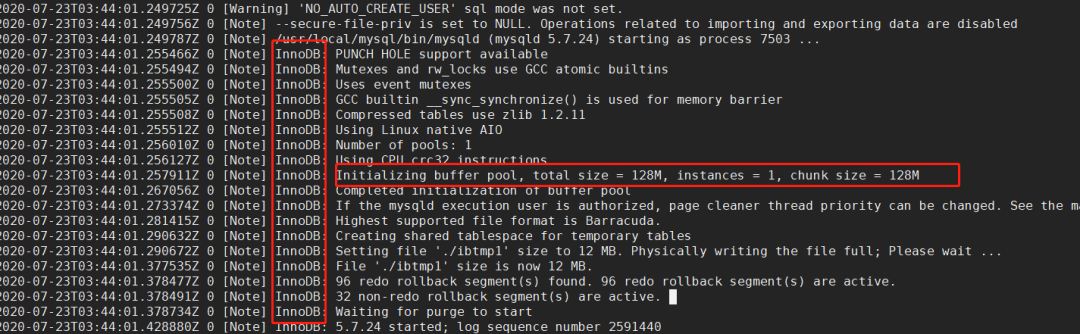 2020-07-23T03:44:01.249725Z 0 [Warning] 'NO_AUTO_CREATE_USER' sql mode was not set.
2020-07-23T03:44:01.249756Z 0 [Note] --secure-file-priv is set to NULL. Operations related to importing and exporting data are disabled
2020-07-23T03:44:01.249787Z 0 [Note] /usr/local/mysql/bin/mysqld (mysqld 5.7.24) starting as process 7503 ...
2020-07-23T03:44:01.255466Z 0 [Note] InnoDB: PUNCH HOLE support available
2020-07-23T03:44:01.255494Z 0 [Note] InnoDB: Mutexes and rw_locks use GCC atomic builtins
2020-07-23T03:44:01.255500Z 0 [Note] InnoDB: Uses event mutexes
2020-07-23T03:44:01.255505Z 0 [Note] InnoDB: GCC builtin __sync_synchronize() is used for memory barrier
2020-07-23T03:44:01.255508Z 0 [Note] InnoDB: Compressed tables use zlib 1.2.11
2020-07-23T03:44:01.255512Z 0 [Note] InnoDB: Using Linux native AIO
2020-07-23T03:44:01.256010Z 0 [Note] InnoDB: Number of pools: 1
2020-07-23T03:44:01.256127Z 0 [Note] InnoDB: Using CPU crc32 instructions
2020-07-23T03:44:01.257911Z 0 [Note] InnoDB: Initializing buffer pool, total size = 128M, instances = 1, chunk size = 128M
2020-07-23T03:44:01.267056Z 0 [Note] InnoDB: Completed initialization of buffer pool
2020-07-23T03:44:01.273374Z 0 [Note] InnoDB: If the mysqld execution user is authorized, page cleaner thread priority can be changed. See the ma
2020-07-23T03:44:01.281415Z 0 [Note] InnoDB: Highest supported file format is Barracuda.
2020-07-23T03:44:01.290632Z 0 [Note] InnoDB: Creating shared tablespace for temporary tables
2020-07-23T03:44:01.290672Z 0 [Note] InnoDB: Setting file './ibtmp1' size to 12 MB. Physically writing the file full; Please wait ...
2020-07-23T03:44:01.377535Z 0 [Note] InnoDB: File './ibtmp1' size is now 12 MB.
2020-07-23T03:44:01.378477Z 0 [Note] InnoDB: 96 redo rollback segment(s) found. 96 redo rollback segment(s) are active.
2020-07-23T03:44:01.378491Z 0 [Note] InnoDB: 32 non-redo rollback segment(s) are active.
2020-07-23T03:44:01.378734Z 0 [Note] InnoDB: Waiting for purge to start
2020-07-23T03:44:01.428880Z 0 [Note] InnoDB: 5.7.24 started; log sequence number 2591440